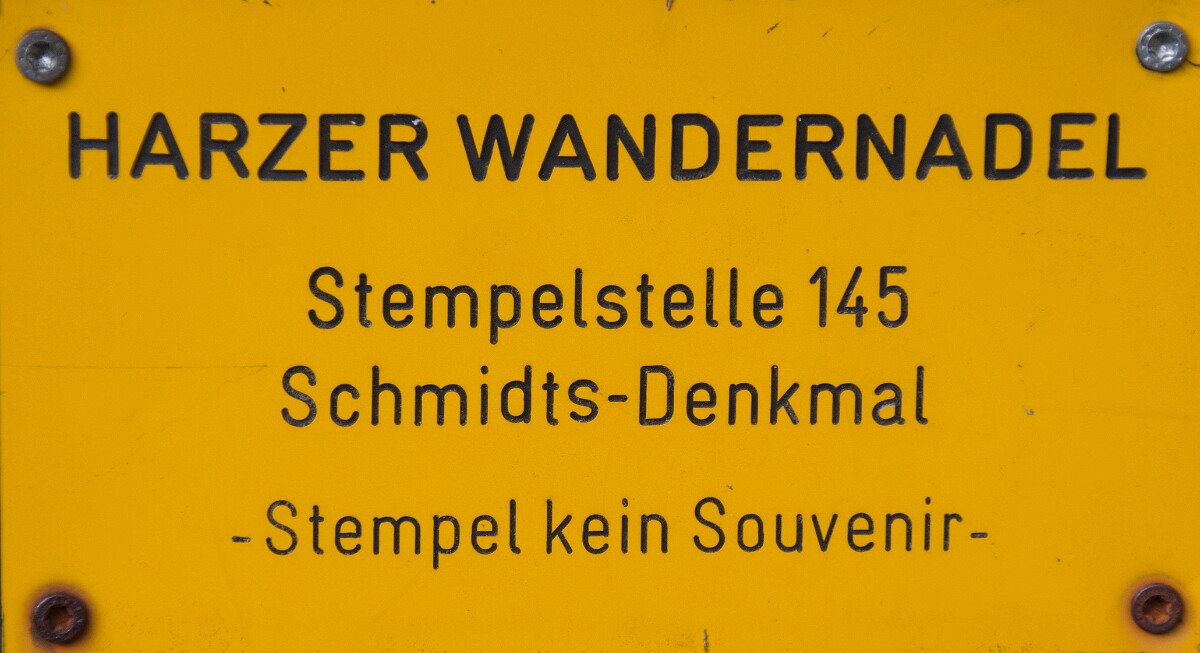 HARZER WANDERNADEL
Stempelstelle 145
Schmidts-Denkmal
-Stempel kein Souvenir-